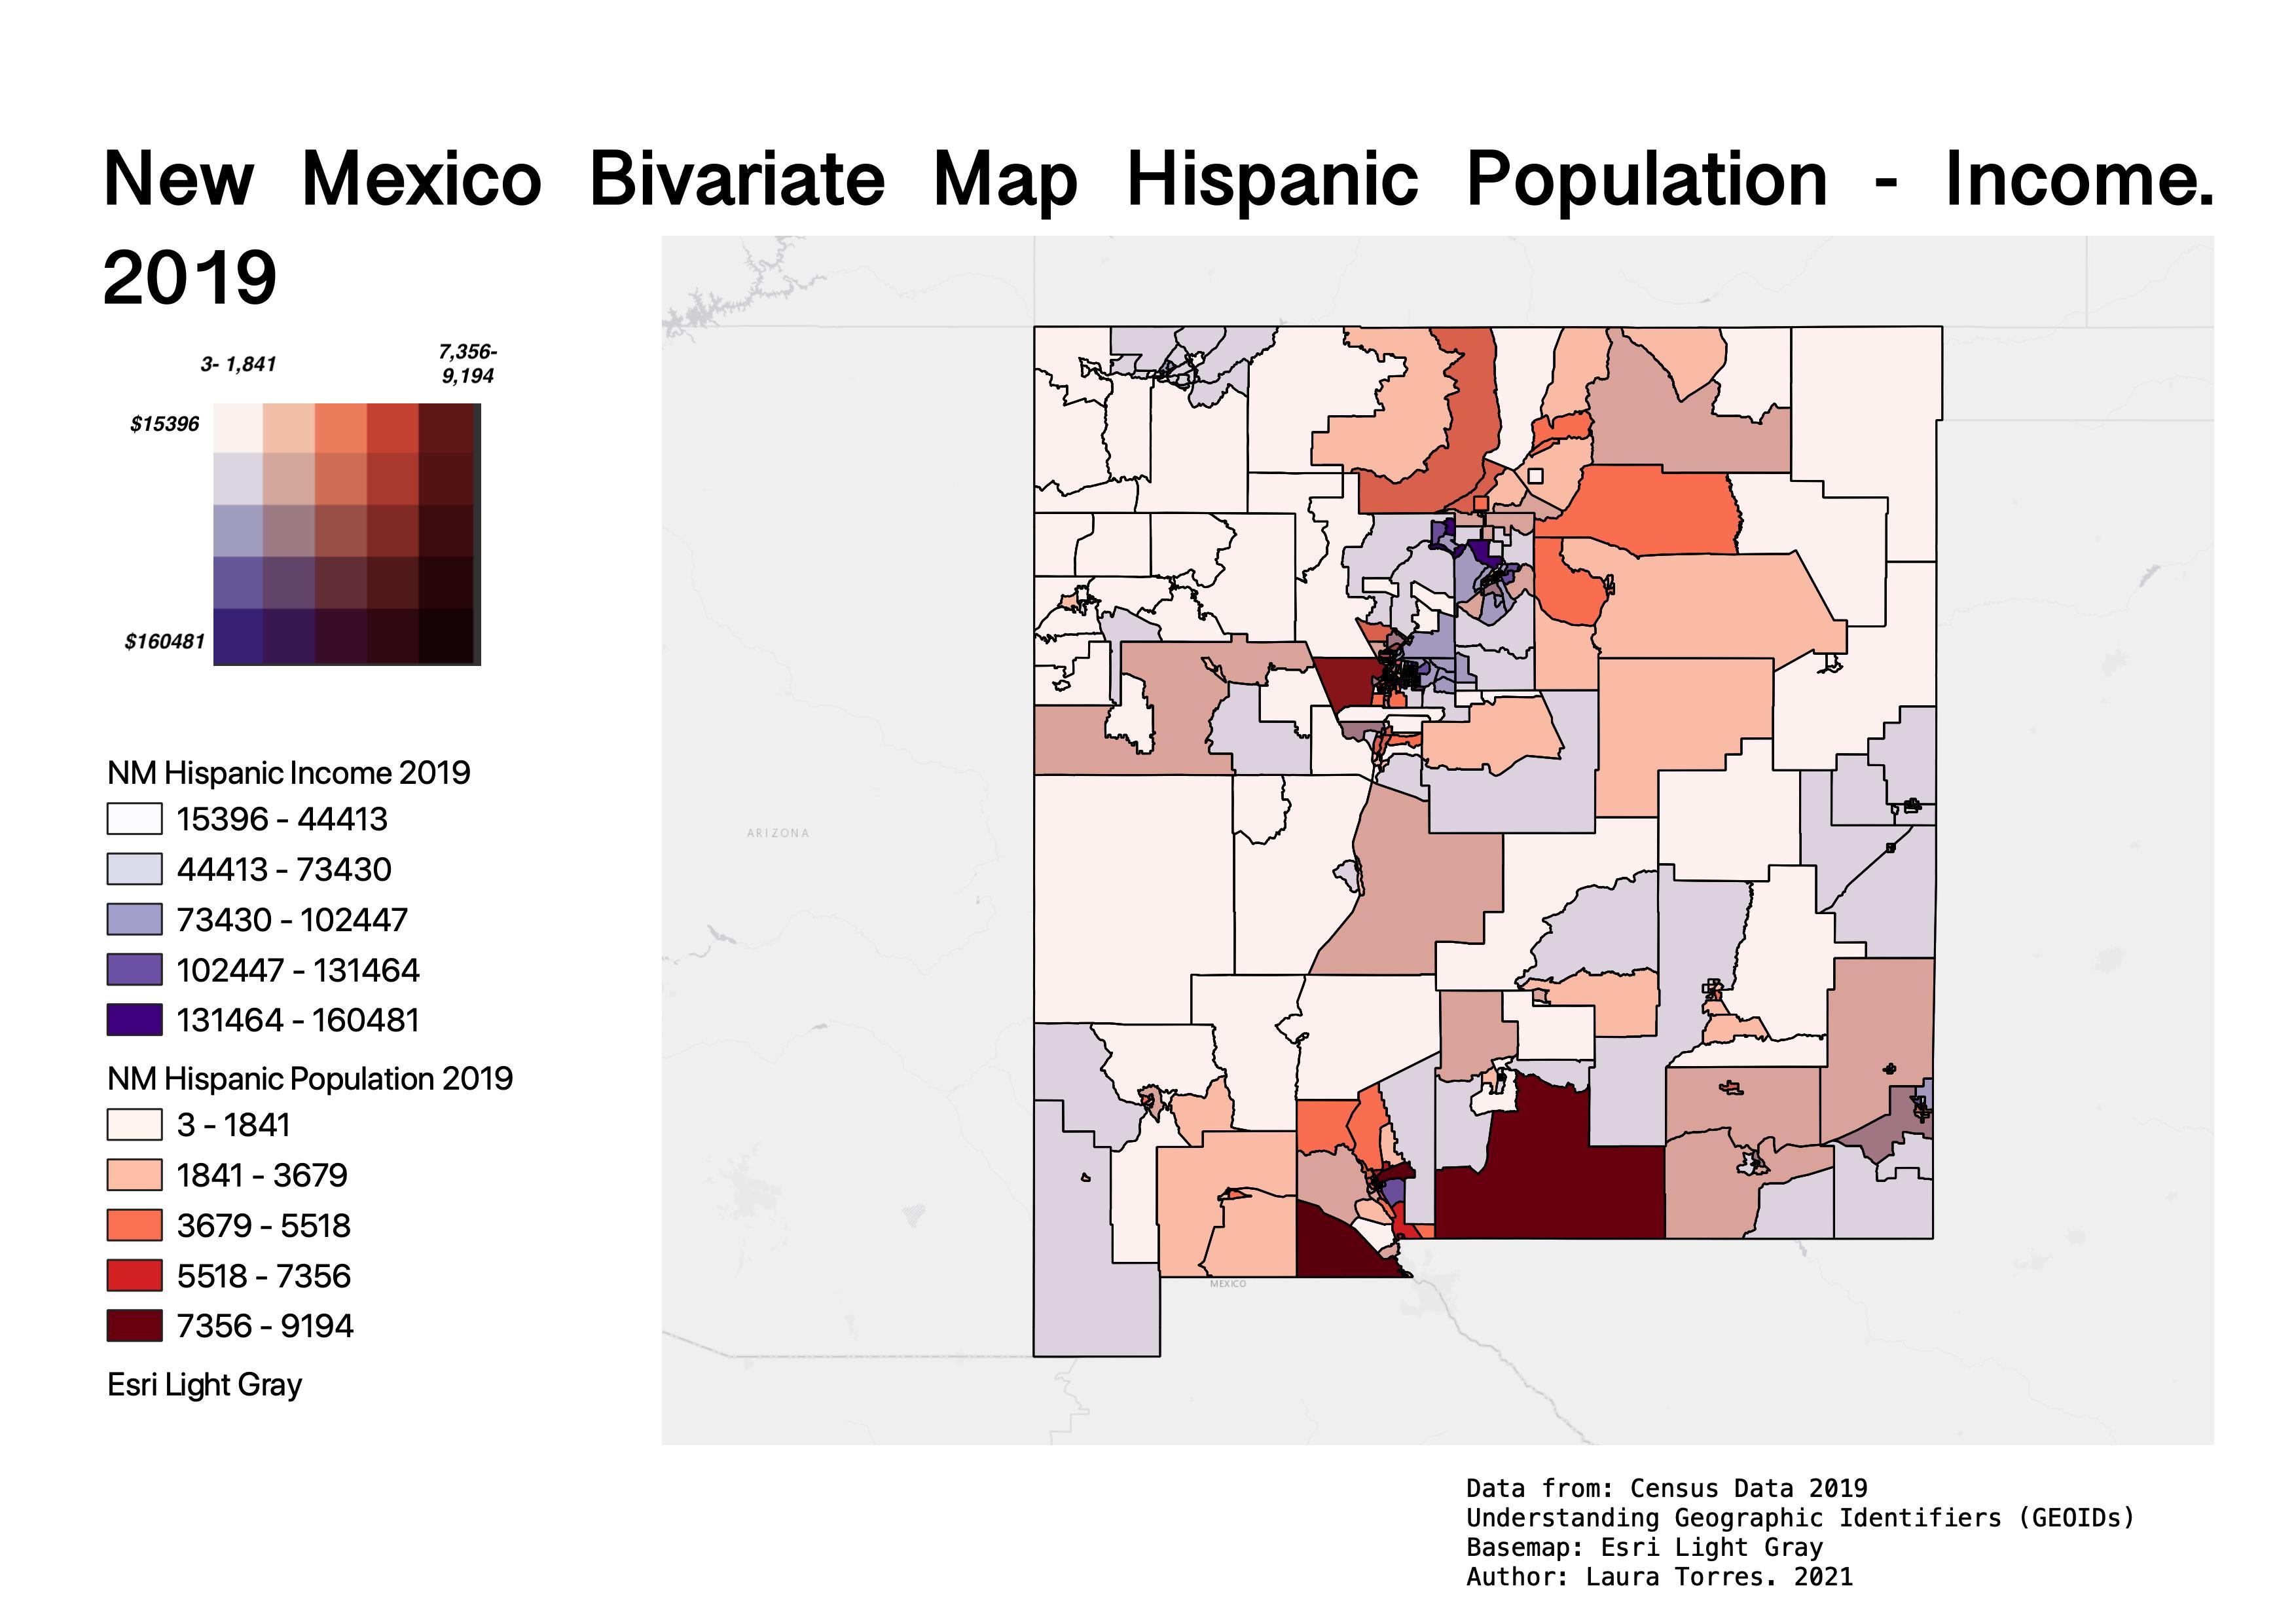 New Mexico Bivariate Map Hispanic Population - Income.
2019
3- 1,841
7,356-
9,194
$15396
$160481
NM Hispanic Income 2019
15396 - 44413
44413 - 73430
73430 - 102447
102447 - 131464
131464 - 160481
NM Hispanic Population 2019
3 - 1841
1841 - 3679
3679 - 5518
5518 - 7356
7356 - 9194
Esri Light Gray
ARIZONA
MEXICO
Data from: Census Data 2019
Understanding Geographic Identifiers (GEOIDs)
Basemap: Esri Light Gray
Author: Laura Torres. 2021